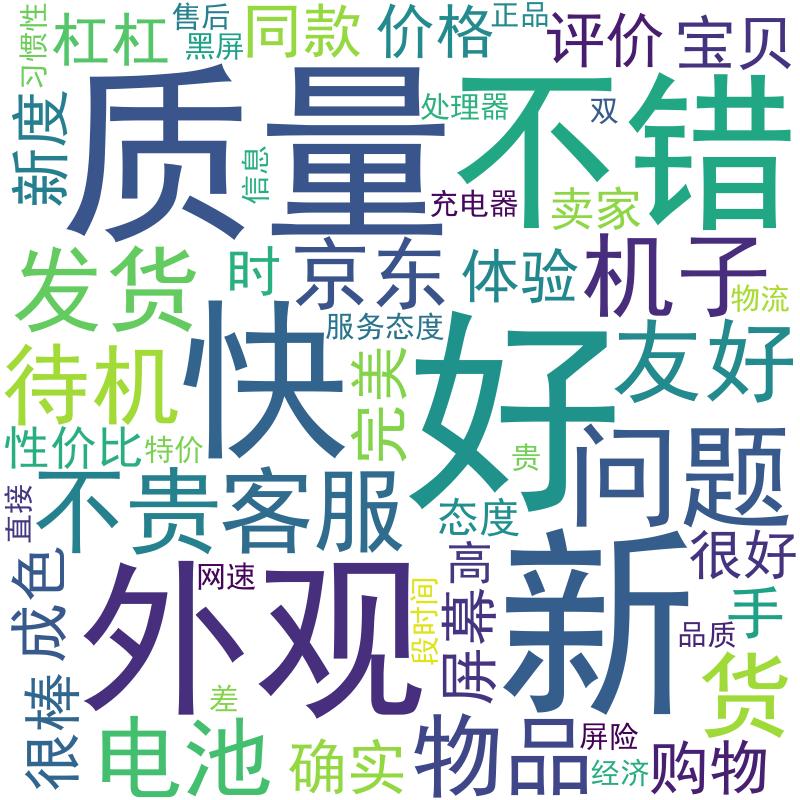 习惯性
杠杠
售后
黑屏
同款
价格
正品
评价
宝贝
新度
质量
信息
处理器
不错
双
充电器
卖家
发货
时
京东
体验
机子
物流
服务态度
待机
快
完美
好
友好
性价比
特价
贵
问题
直接
不贵
客服
态度
很好
成色
外观
网速
段时间
高
屏幕
新
手
品质
货
很棒
差
电池
确实
物品
屏险
经济
购物